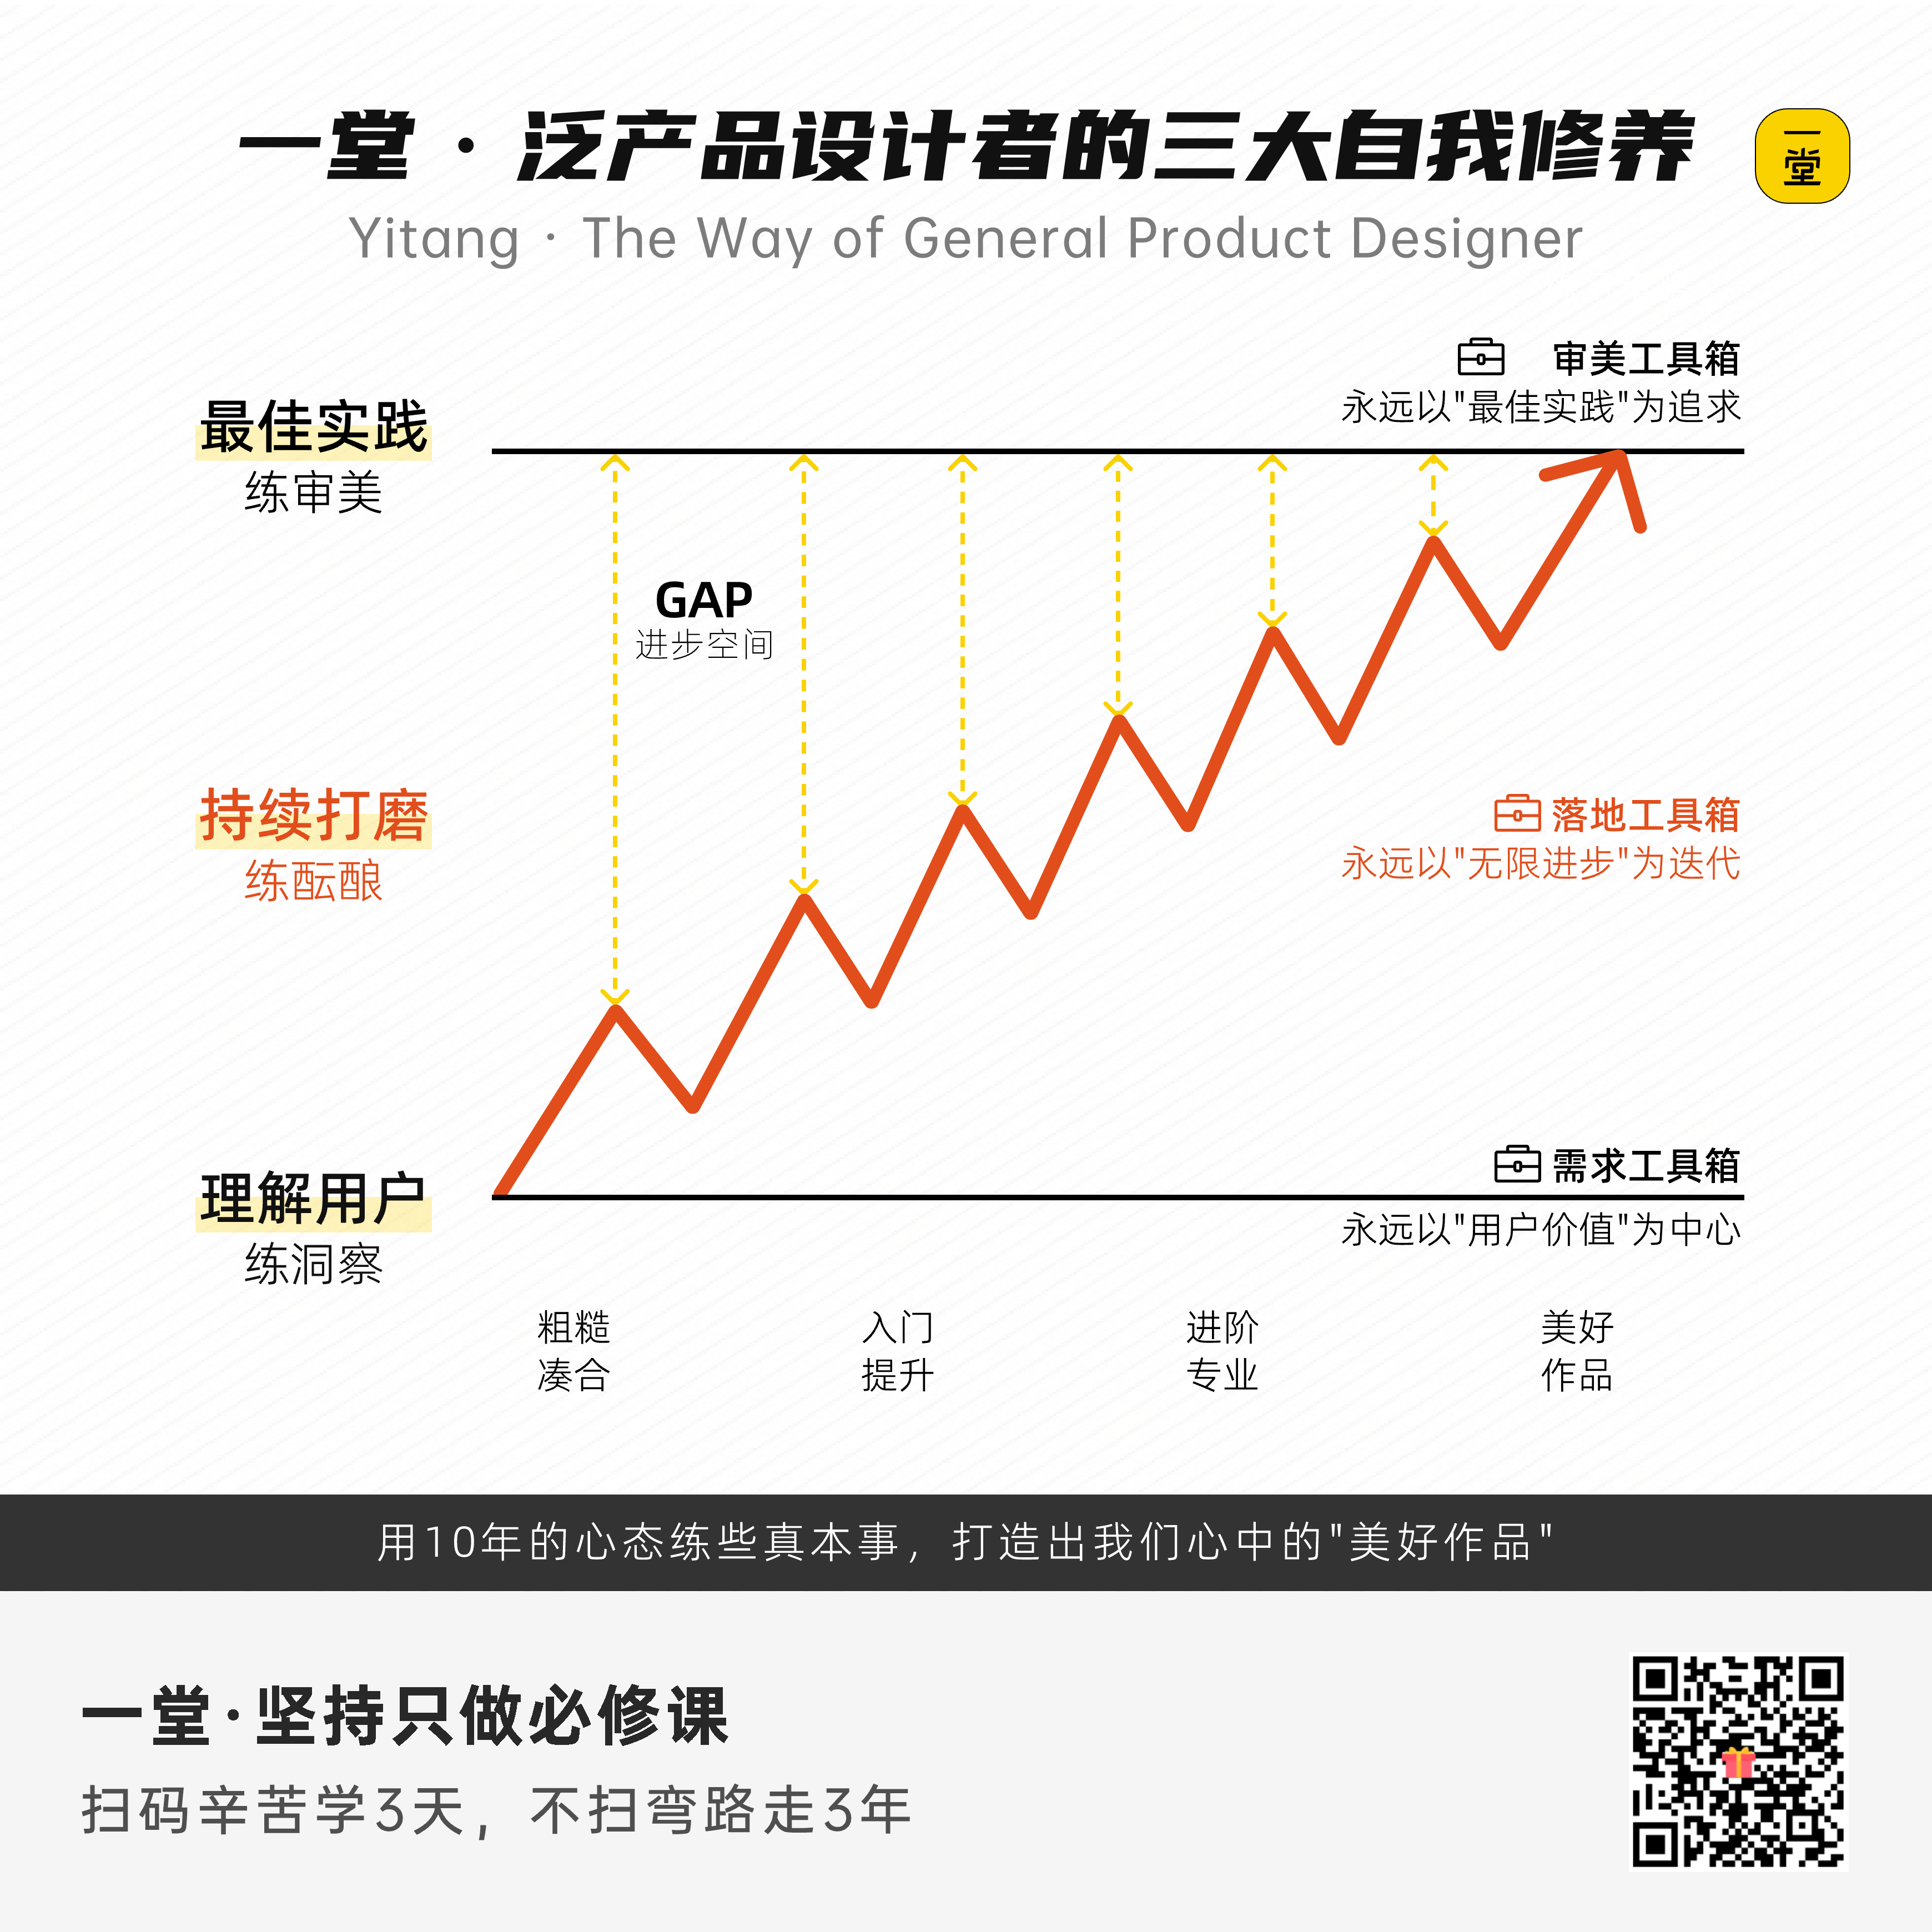 一堂 · 泛产品设计者的三大自我修养
一
堂
Yitang · The Way of General Product Designer
审美工具箱
永远以"最佳实践"为追求
最佳实践
练审美
GAP
进步空间
持续打磨
练酝酿
落地工具箱
永远以"无限进步"为迭代
需求工具箱
永远以"用户价值"为中心
理解用户
练洞察
粗糙
凑合
入门
提升
进阶
专业
美好
作品
用10年的心态练些真本事，打造出我们心中的"美好作品"
一堂·坚持只做必修课
扫码辛苦学3天，不扫弯路走3年